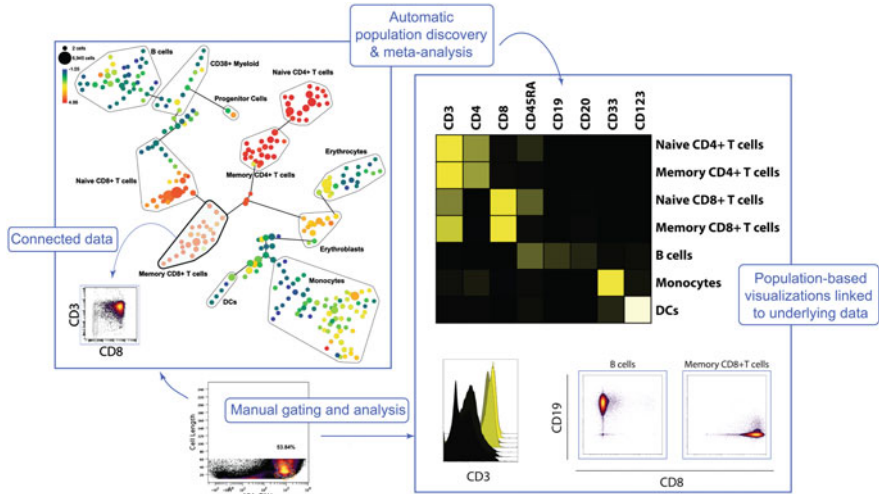 Automatic
population discovery
& meta-analysis
2 cells
B cells
CD38+ Myeloid
Naive CD4+ T cells
Progenitor Cells
Erythrocytes
Memory CD4+ T cells
Naive CD8+ T cells
Erythroblasts
Connected data
Memory CD8+ T cells
DCs
Monocytes
CD3
CD8
CD3
CD4
CD8
CD45RA
CD19
CD20
CD33
CD123
Naive CD4+ T cells
Memory CD4+ T cells
Naive CD8+ T cells
Memory CD8+ T cells
B cells
Monocytes
DCs
Population-based
visualizations linked
to underlying data
Manual gating and analysis
Cell Length
53.84%
CD3
B cells
Memory CD8+T cells
CD19
CD8